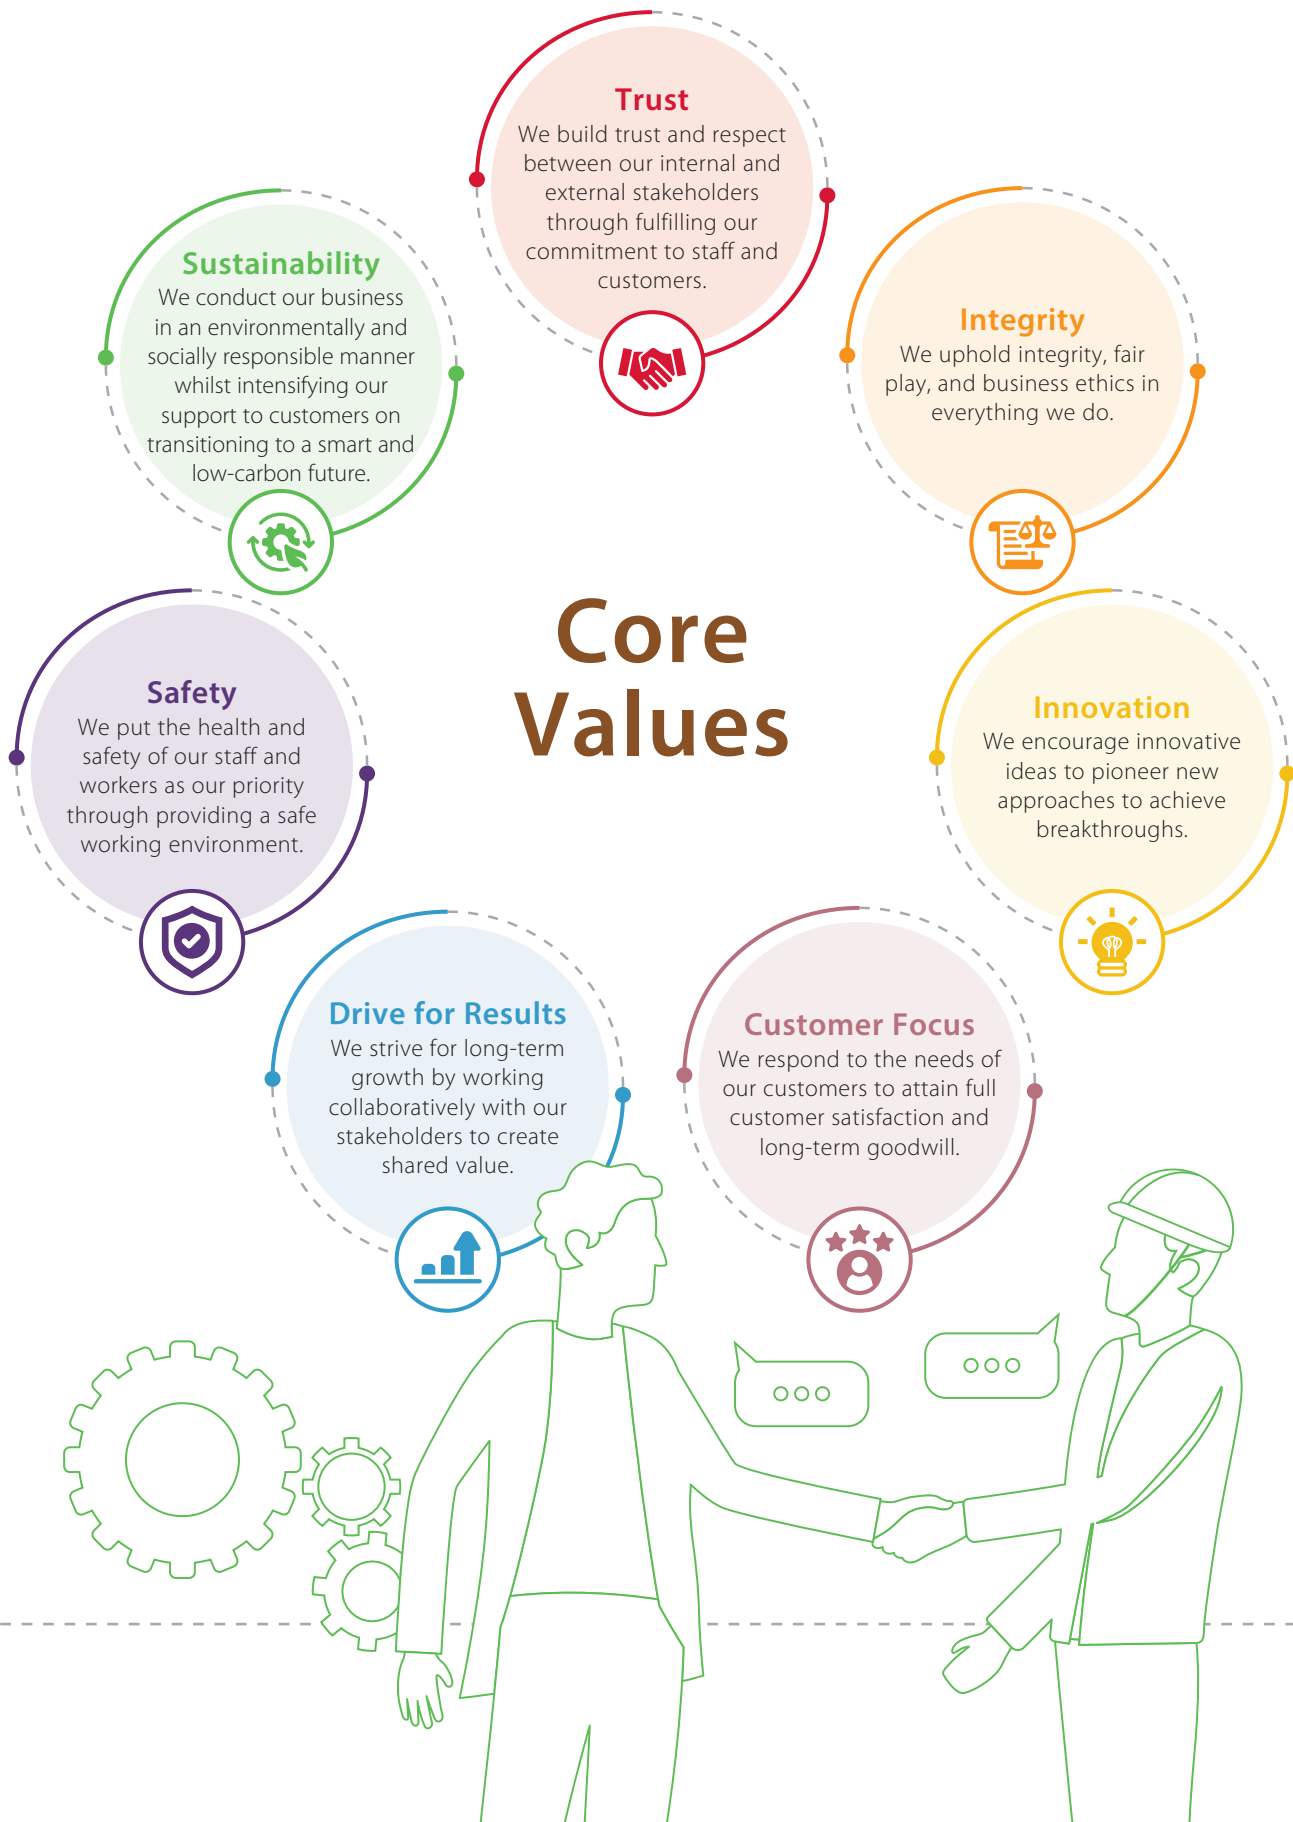 Trust
We build trust and respect
between our internal and
external stakeholders
through fulfilling our
commitment to staff and
customers.
Sustainability
We conduct our business
in an environmentally and
socially responsible manner
whilst intensifying our
support to customers on
transitioning to a smart and
low-carbon future.
Integrity
We uphold integrity, fair
play, and business ethics in
everything we do.
Core
Values
Safety
We put the health and
safety of our staff and
workers as our priority
through providing a safe
working environment.
Innovation
We encourage innovative
ideas to pioneer new
approaches to achieve
breakthroughs.
Drive for Results
We strive for long-term
growth by working
collaboratively with our
stakeholders to create
shared value.
Customer Focus
We respond to the needs of
our customers to attain full
customer satisfaction and
long-term goodwill.